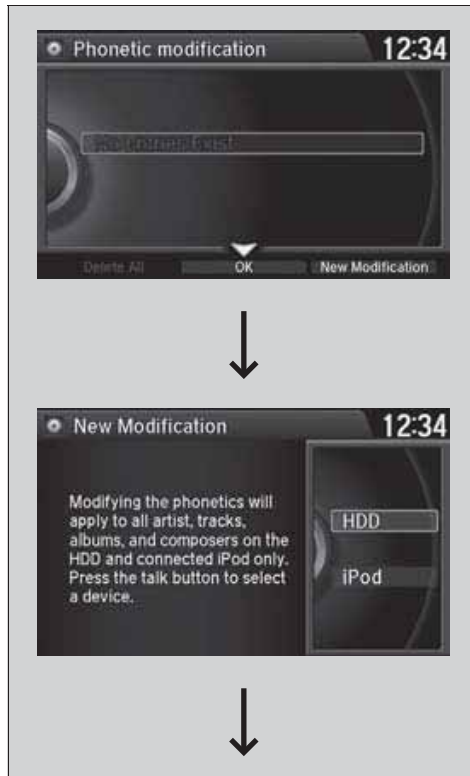 Phonetic modification
12:34
Delete All
OK
New Modification
New Modification
12:34
Modifying the phonetics will
apply to all artist, tracks,
albums, and composers on the
HDD and connected iPod only.
Press the talk button to select
a device.
HDD
iPod